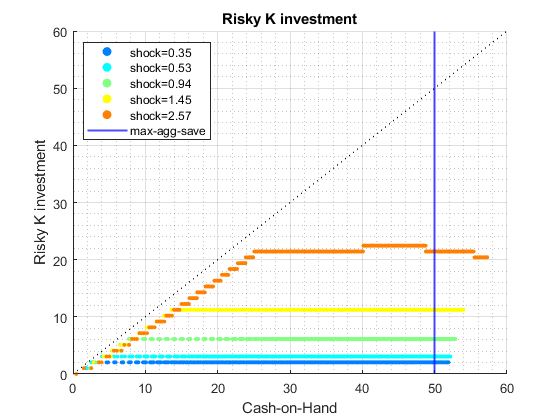 Risky K investment
shock=0.35
shock=0.53
shock=0.94
shock=1.45
shock=2.57
max-agg-save
Risky K investment
60
50
40
30
20
10
0
0 10 20 30 40 50 60
Cash-on-Hand